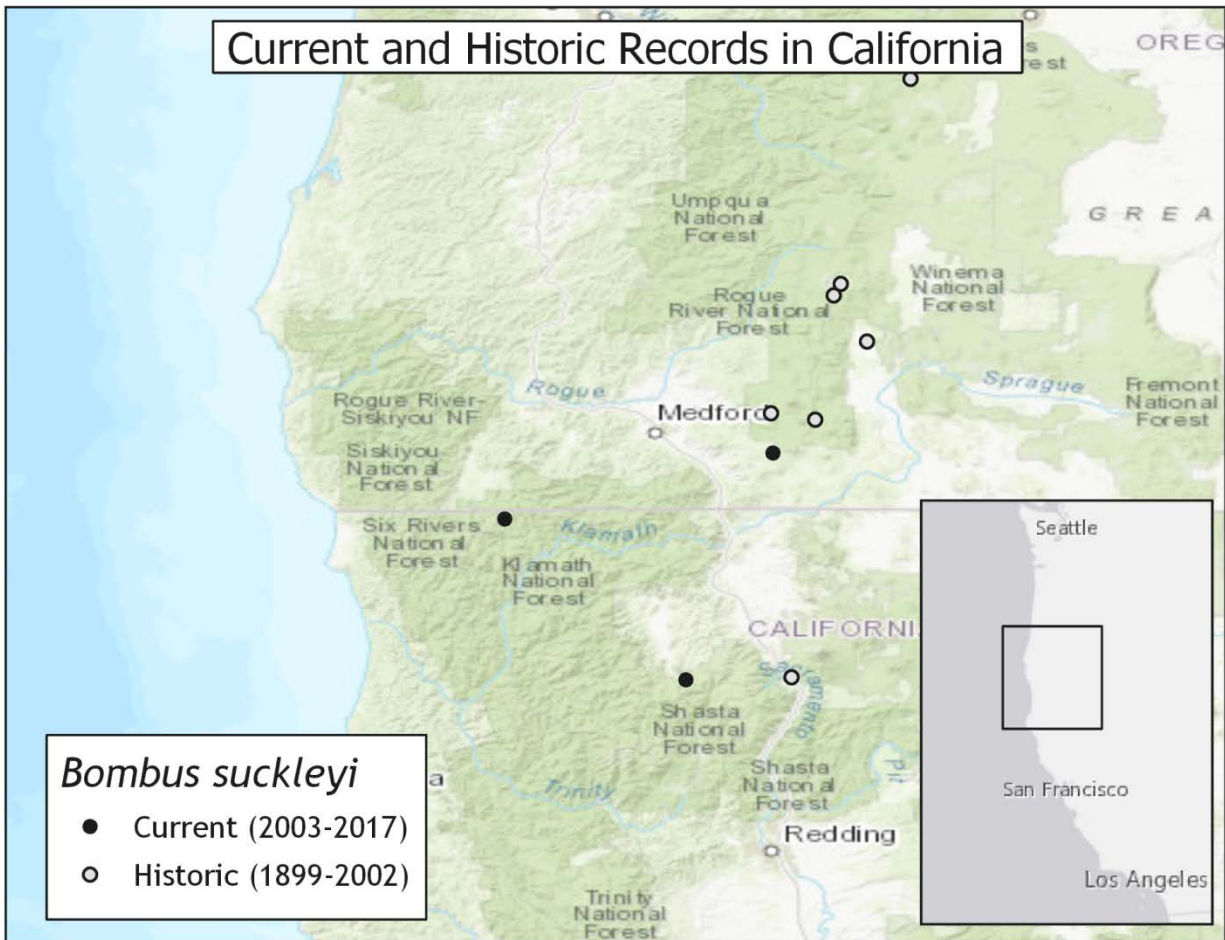 Current and Historic Records in California
OREG
rest
Umpqua
National
Forest
G R E A
Winema
National
Forest
Rogue
River National
Forest
Rogue
Sprague
Fremont
National
Forest
Rogue River-
Siskiyou NF
Medford
Siskiyou
National
Forest
Six Rivers
National
Forest
Klamath
Klamath
National
Forest
CALIFORNI
Sacramento
Shasta
National
Forest
Shasta
National
Forest
Pit
Trinity
Redding
Trinity
National
Forest
a
Bombus suckleyi
Current (2003-2017)
Historic (1899-2002)
Seattle
San Francisco
Los Angeles